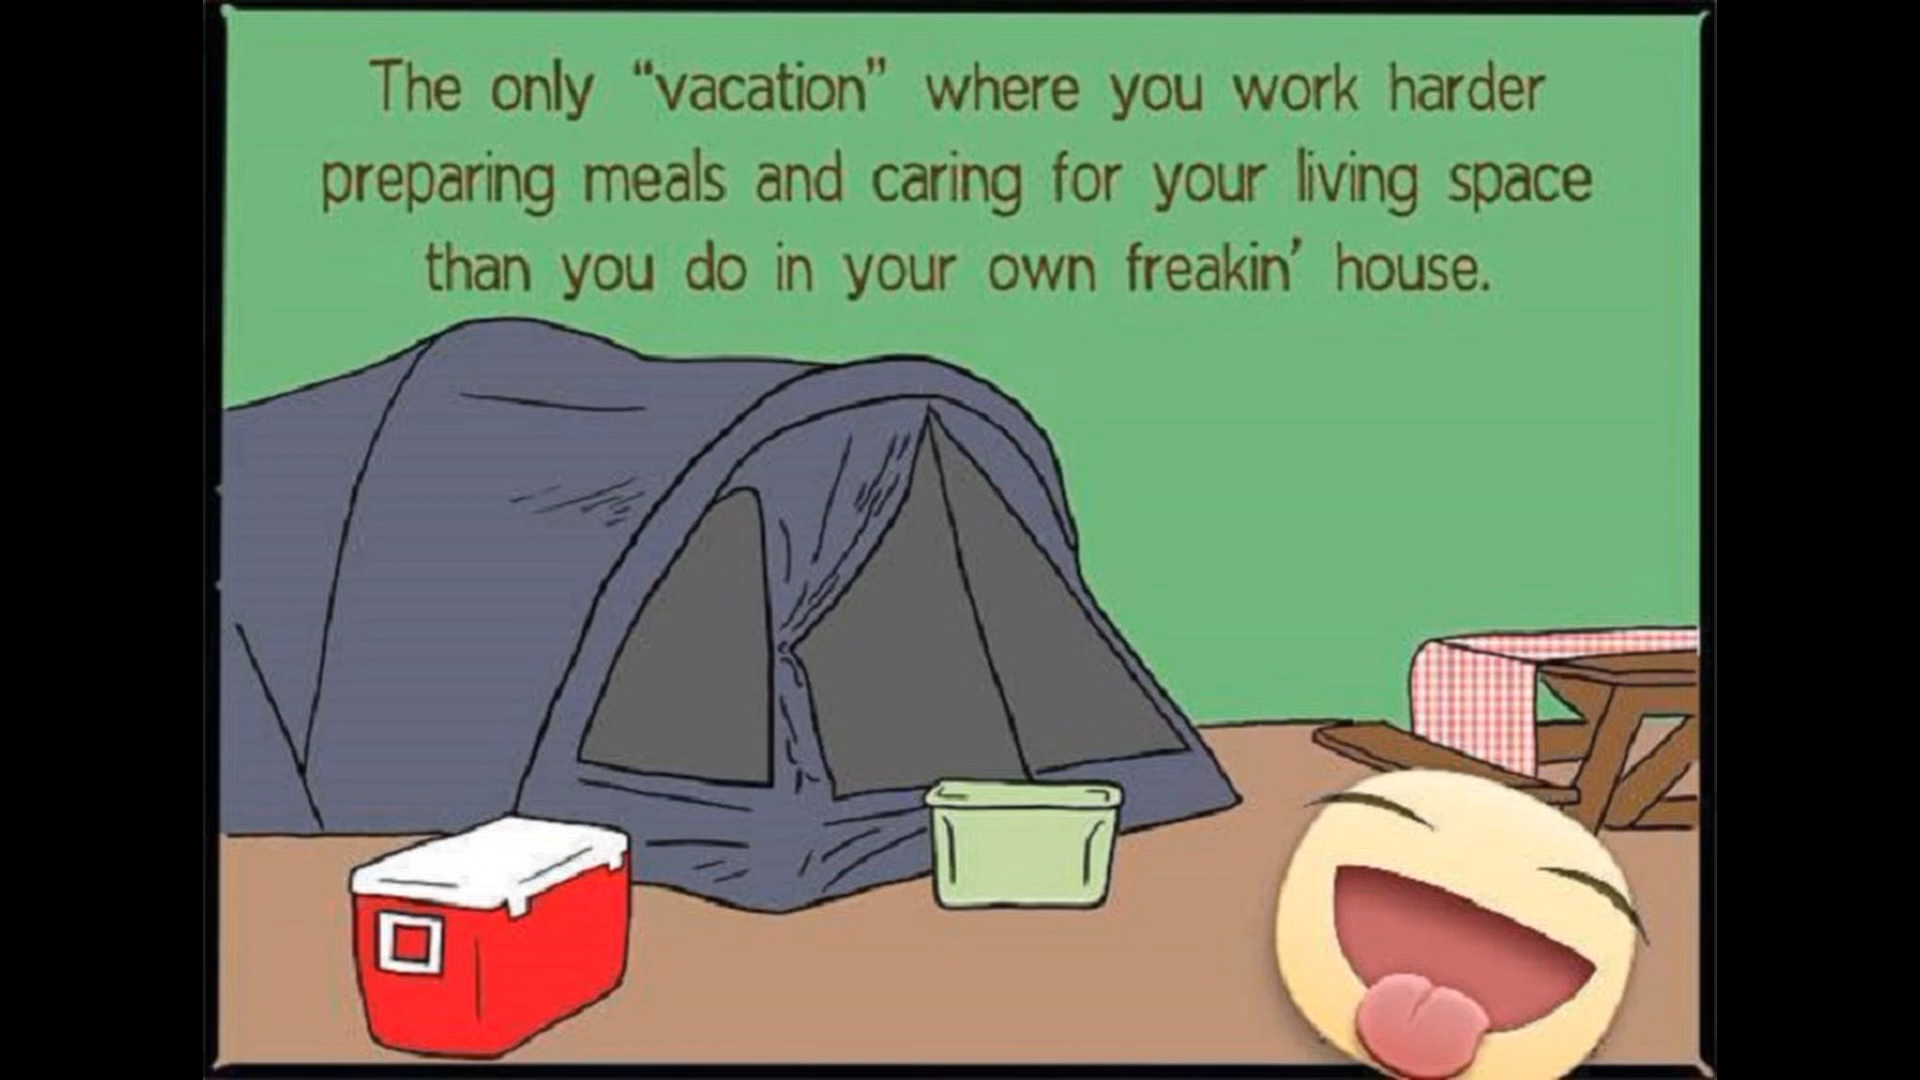 The only “vacation” where you work harder
preparing meals and caring for your living space
than you do in your own freakin’ house.